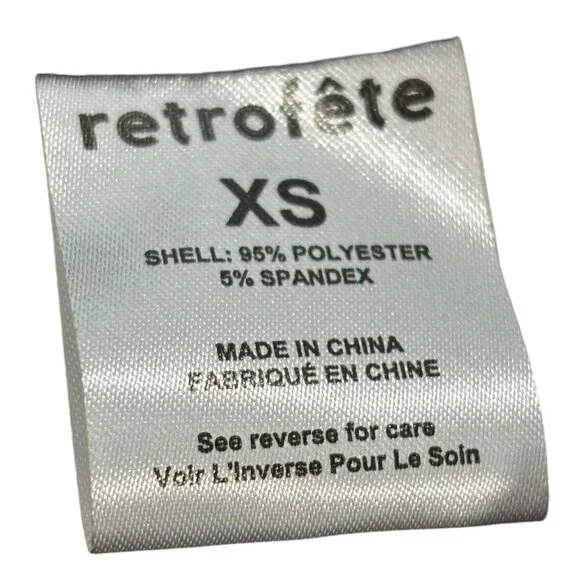 retrofête
XS
SHELL: 95% POLYESTER
5% SPANDEX
MADE IN CHINA
FABRIQUÉ EN CHINE
See reverse for care
Voir L'Inverse Pour Le Soin